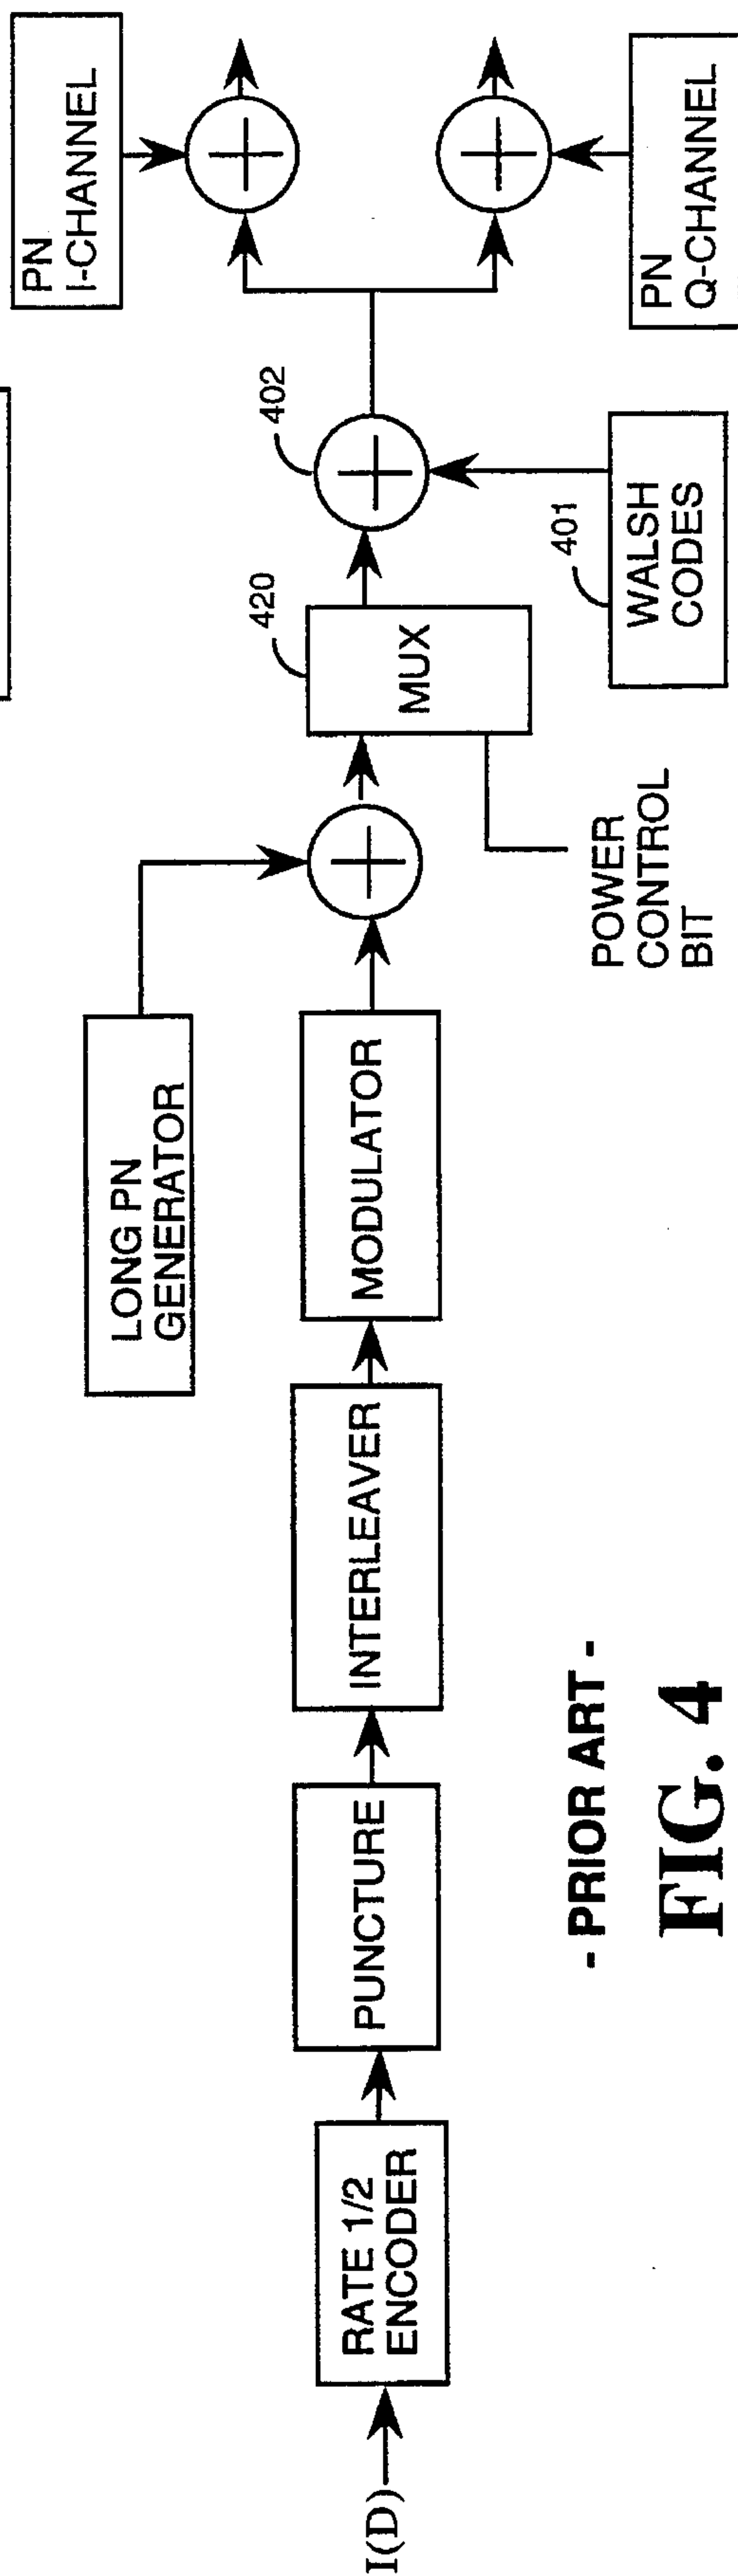 I(D)
RATE 1/2
ENCODER
PUNCTURE
INTERLEAVER
MODULATOR
LONG PN
GENERATOR
POWER
CONTROL
BIT
MUX
420
402
401
WALSH
CODES
PN
I-CHANNEL
PN
Q-CHANNEL
- PRIOR ART -
FIG. 4